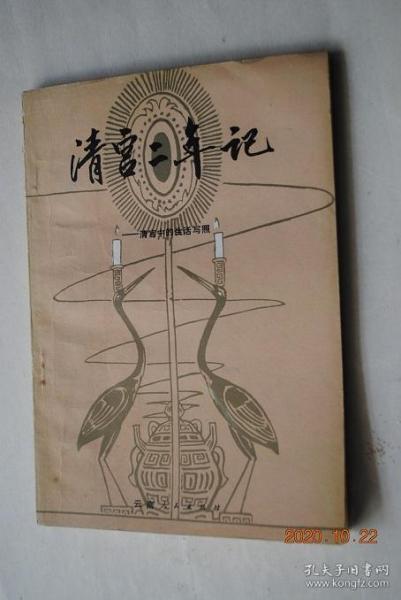 清宫二年记
——清宫中的生活写照
云南人民出版社
2020.10.22
孔夫子旧书网
www.kongfz.com